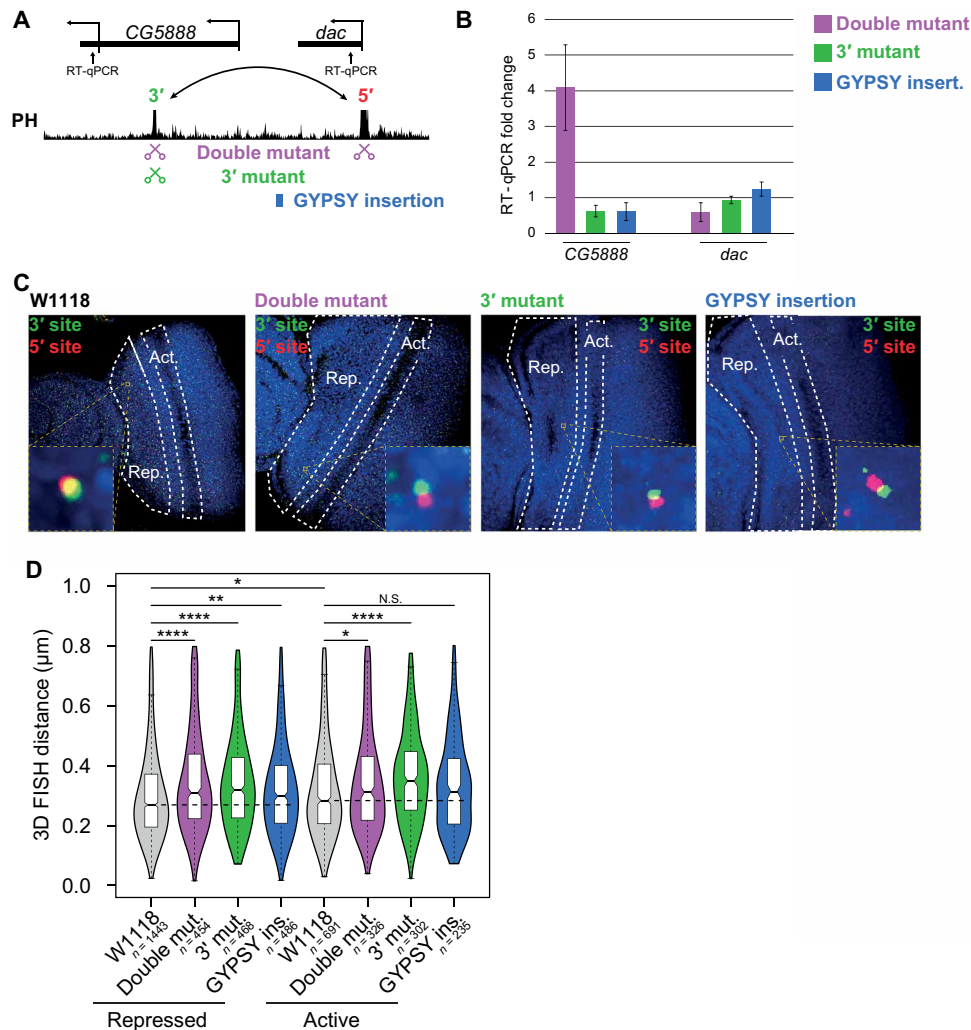 A
CG5888
dac
RT-qPCR
RT-qPCR
3′
5′
PH
Double mutant
3′ mutant
GYPSY insertion
B
6
5
4
3
2
1
0
RT- qPCR fold change
CG5888
dac
Double mutant
3′ mutant
GYPSY insert.
C
W1118
3′ site
5′ site
Act.
Rep.
Double mutant
3′ site
5′ site
Act.
Rep.
3′ mutant
3′ site
5′ site
Act.
Rep.
GYPSY insertion
3′ site
5′ site
Act.
Rep.
D
1.0
0.8
0.6
0.4
0.2
0.0
3D FISH distance (μm)
*
**
****
****
N.S.
****
*
W1118
n = 1443
Double mut.
n = 454
3′ mut.
n = 468
GYPSY ins.
n = 486
W1118
n = 691
Double mut.
n = 326
3′ mut.
n = 302
GYPSY ins.
n = 235
Repressed
Active